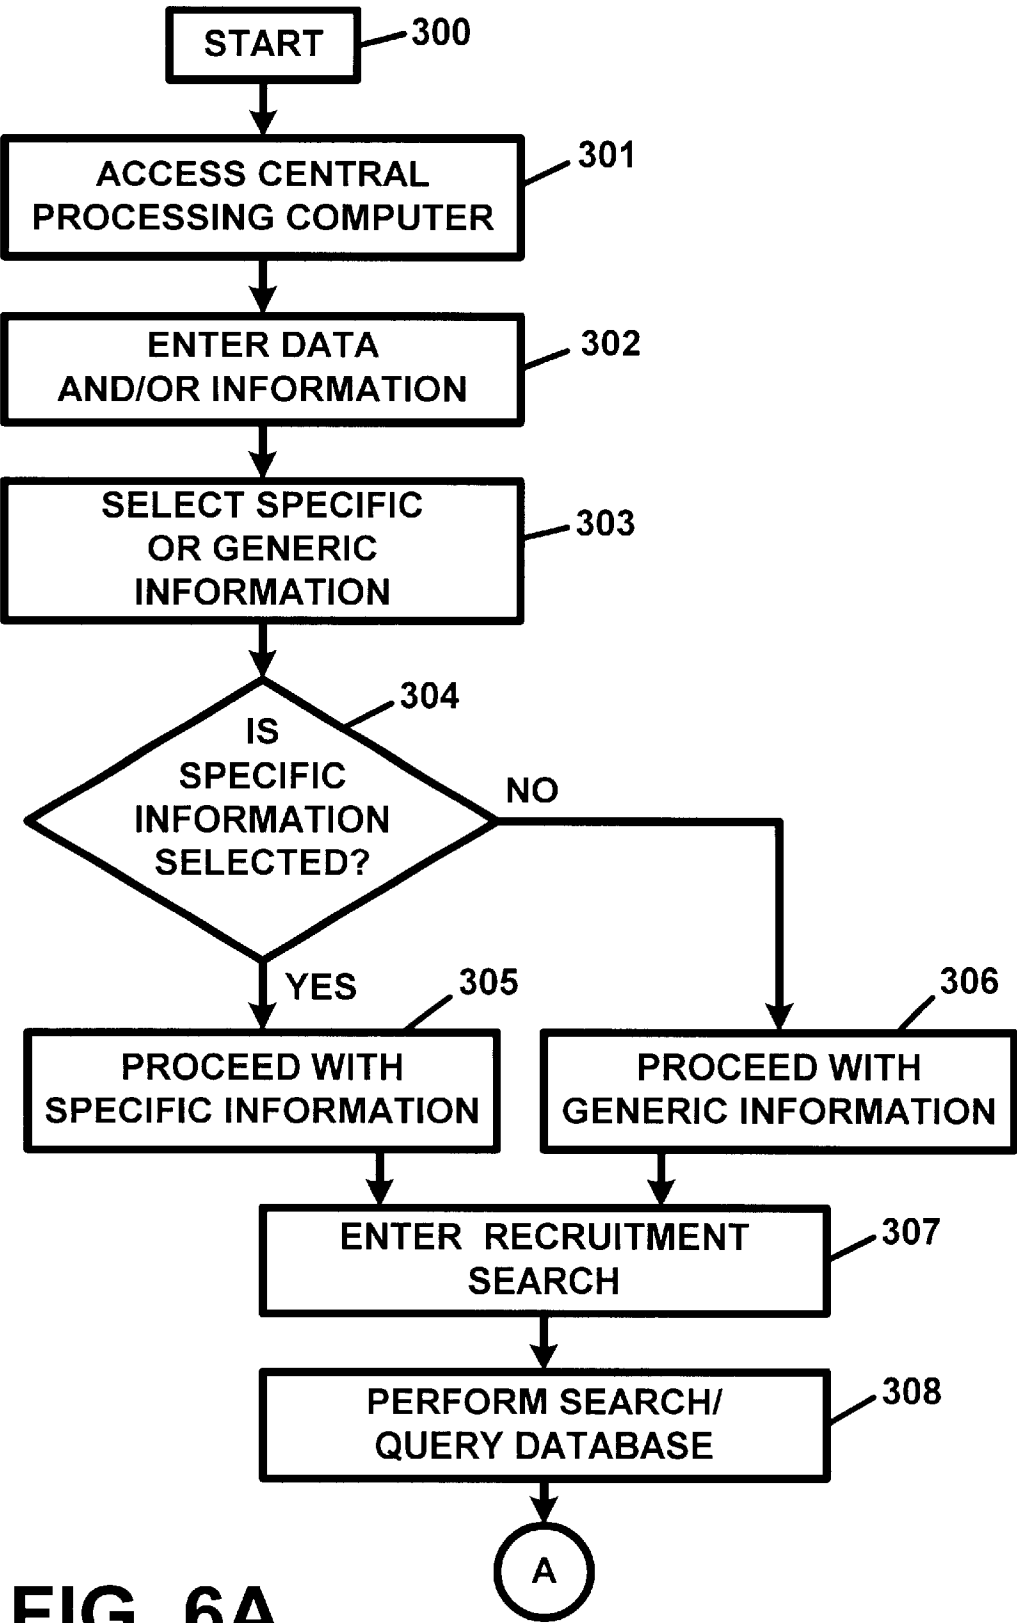 START
300
ACCESS CENTRAL
PROCESSING COMPUTER
301
ENTER DATA
AND/OR INFORMATION
302
SELECT SPECIFIC
OR GENERIC
INFORMATION
303
304
IS
SPECIFIC
INFORMATION
SELECTED?
NO
YES
305
306
PROCEED WITH
SPECIFIC INFORMATION
PROCEED WITH
GENERIC INFORMATION
ENTER RECRUITMENT
SEARCH
307
PERFORM SEARCH/
QUERY DATABASE
308
A
FIG. 6A